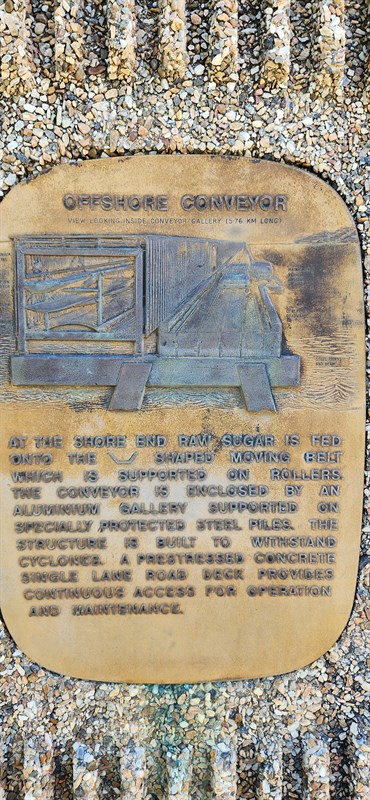 OFFSHORE CONVEYOR
VIEW LOOKING INSIDE CONVEYOR GALLERY (5.76 KM LONG)
AT THE SHORE END RAW SUGAR IS FED
ONTO THE SHAPED MOVING BELT
WHICH IS SUPPORTED ON ROLLERS.
THE CONVEYOR IS ENCLOSED BY AN
ALUMINIUM GALLERY SUPPORTED ON
SPECIALLY PROTECTED STEEL PILES. THE
STRUCTURE IS BUILT TO WITHSTAND
CYCLONES. A PRESTRESSED CONCRETE
SINGLE LANE ROAD DECK PROVIDES
CONTINUOUS ACCESS FOR OPERATION
AND MAINTENANCE.